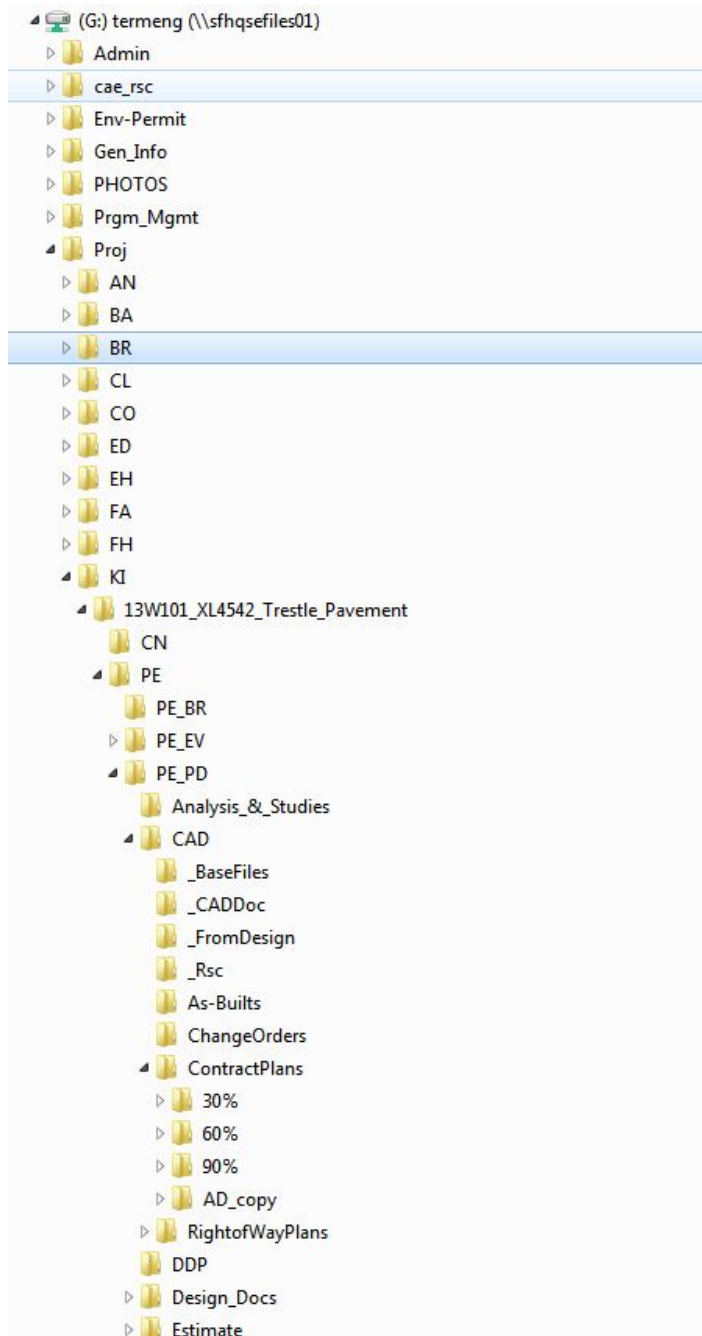 (G:) termeng (\\sfhqsefiles01)
Admin
cae_rsc
Env-Permit
Gen_Info
PHOTOS
Prgm_Mgmt
Proj
AN
BA
BR
CL
CO
ED
EH
FA
FH
KI
13W101_XL4542_Trestle_Pavement
CN
PE
PE_BR
PE_EV
PE_PD
Analysis_&_Studies
CAD
_BaseFiles
_CADDoc
_FromDesign
_Rsc
As-Builts
ChangeOrders
ContractPlans
30%
60%
90%
AD_copy
RightofWayPlans
DDP
Design_Docs
Estimate